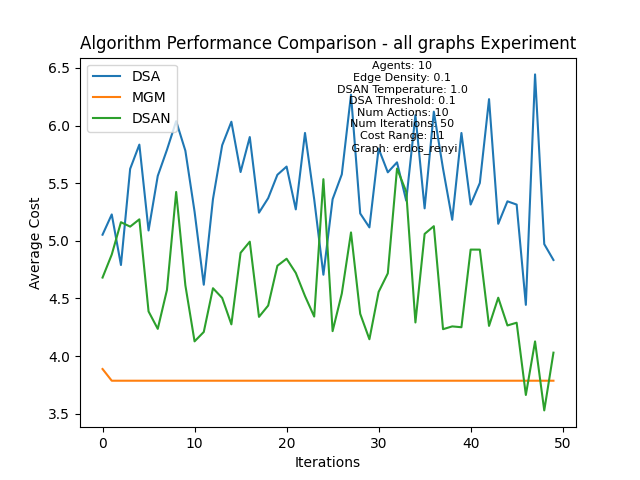 Algorithm Performance Comparison - all graphs Experiment
Agents: 10
Edge Density: 0.1
DSAN Temperature: 1.0
DSA Threshold: 0.1
Num Actions: 10
Num Iterations: 50
Cost Range: 11
Graph: erdos_renyi
DSA
MGM
DSAN
6.5
6.0
5.5
5.0
4.5
4.0
3.5
Average Cost
0
10
20
30
40
50
Iterations